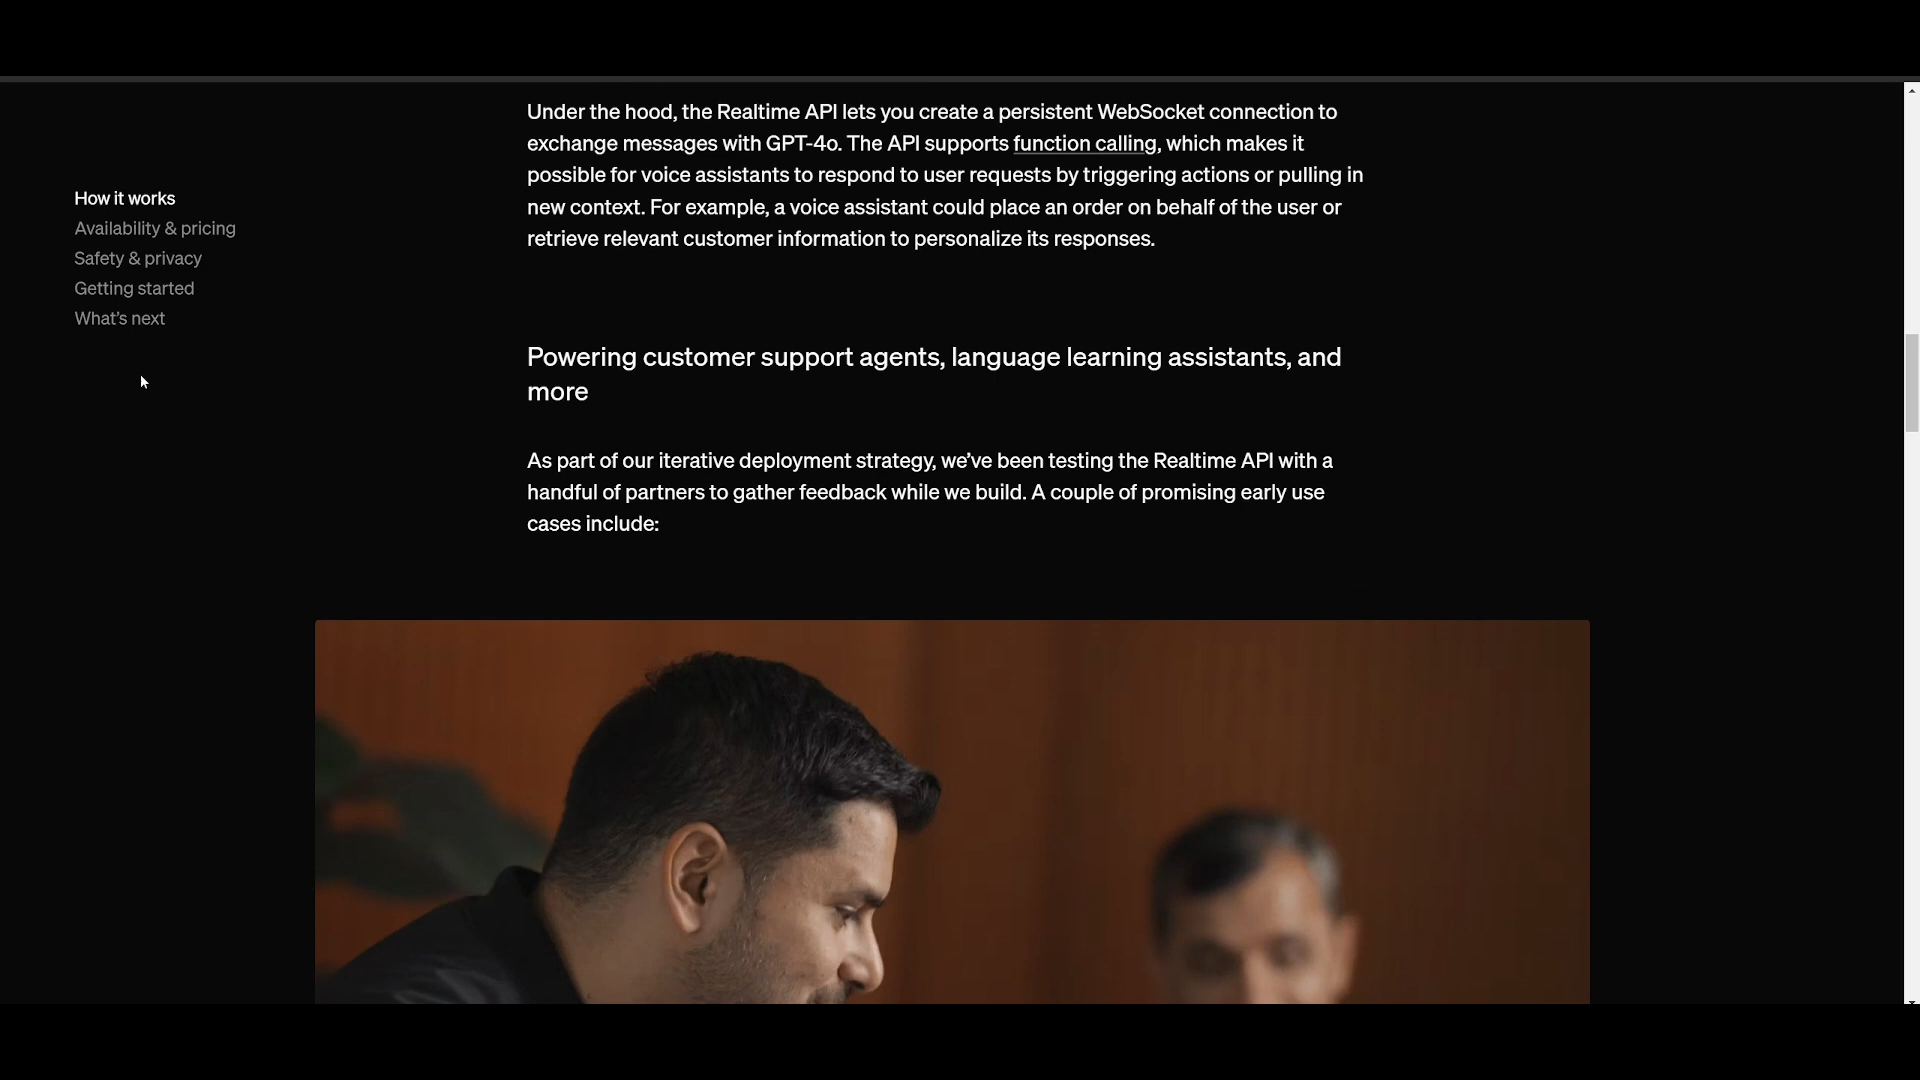 How it works
Availability & pricing
Safety & privacy
Getting started
What’s next
Under the hood, the Realtime API lets you create a persistent WebSocket connection to
exchange messages with GPT-4o. The API supports function calling, which makes it
possible for voice assistants to respond to user requests by triggering actions or pulling in
new context. For example, a voice assistant could place an order on behalf of the user or
retrieve relevant customer information to personalize its responses.
Powering customer support agents, language learning assistants, and
more
As part of our iterative deployment strategy, we’ve been testing the Realtime API with a
handful of partners to gather feedback while we build. A couple of promising early use
cases include: